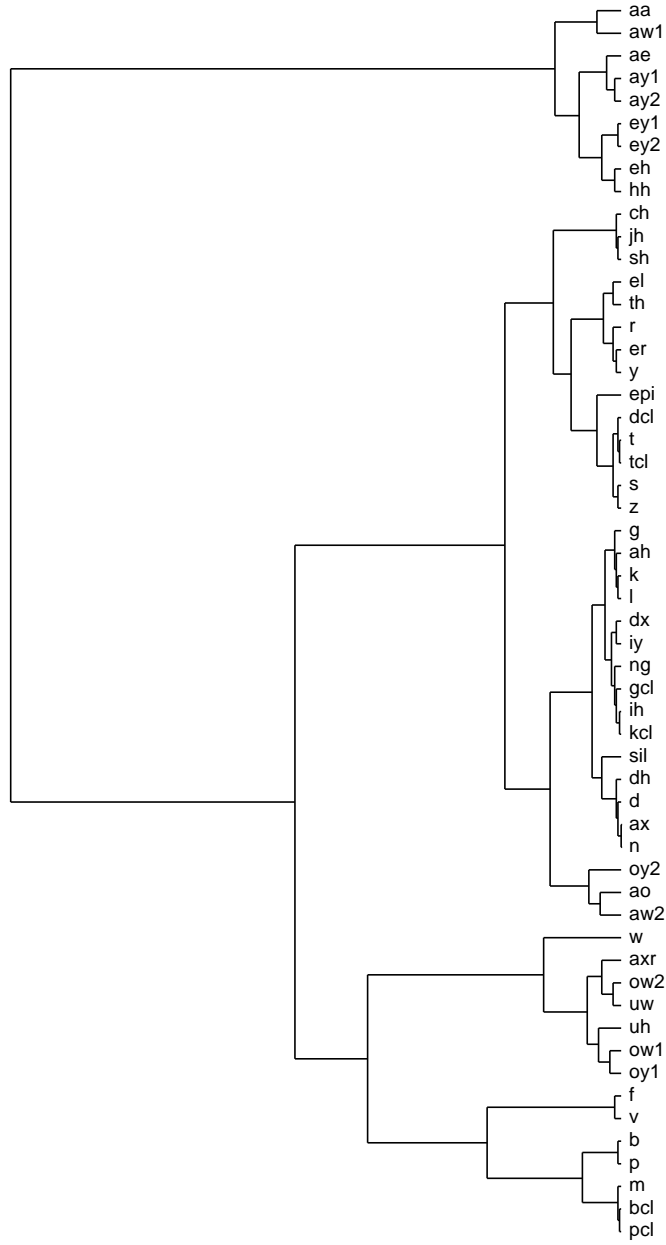 aa
aw1
ae
ay1
ay2
ey1
ey2
eh
hh
ch
jh
sh
el
th
r
er
y
epi
dcl
t
tcl
s
z
g
ah
k
l
dx
iy
ng
gcl
ih
kcl
sil
dh
d
ax
n
oy2
ao
aw2
w
axr
ow2
uw
uh
ow1
oy1
f
v
b
p
m
bcl
pcl